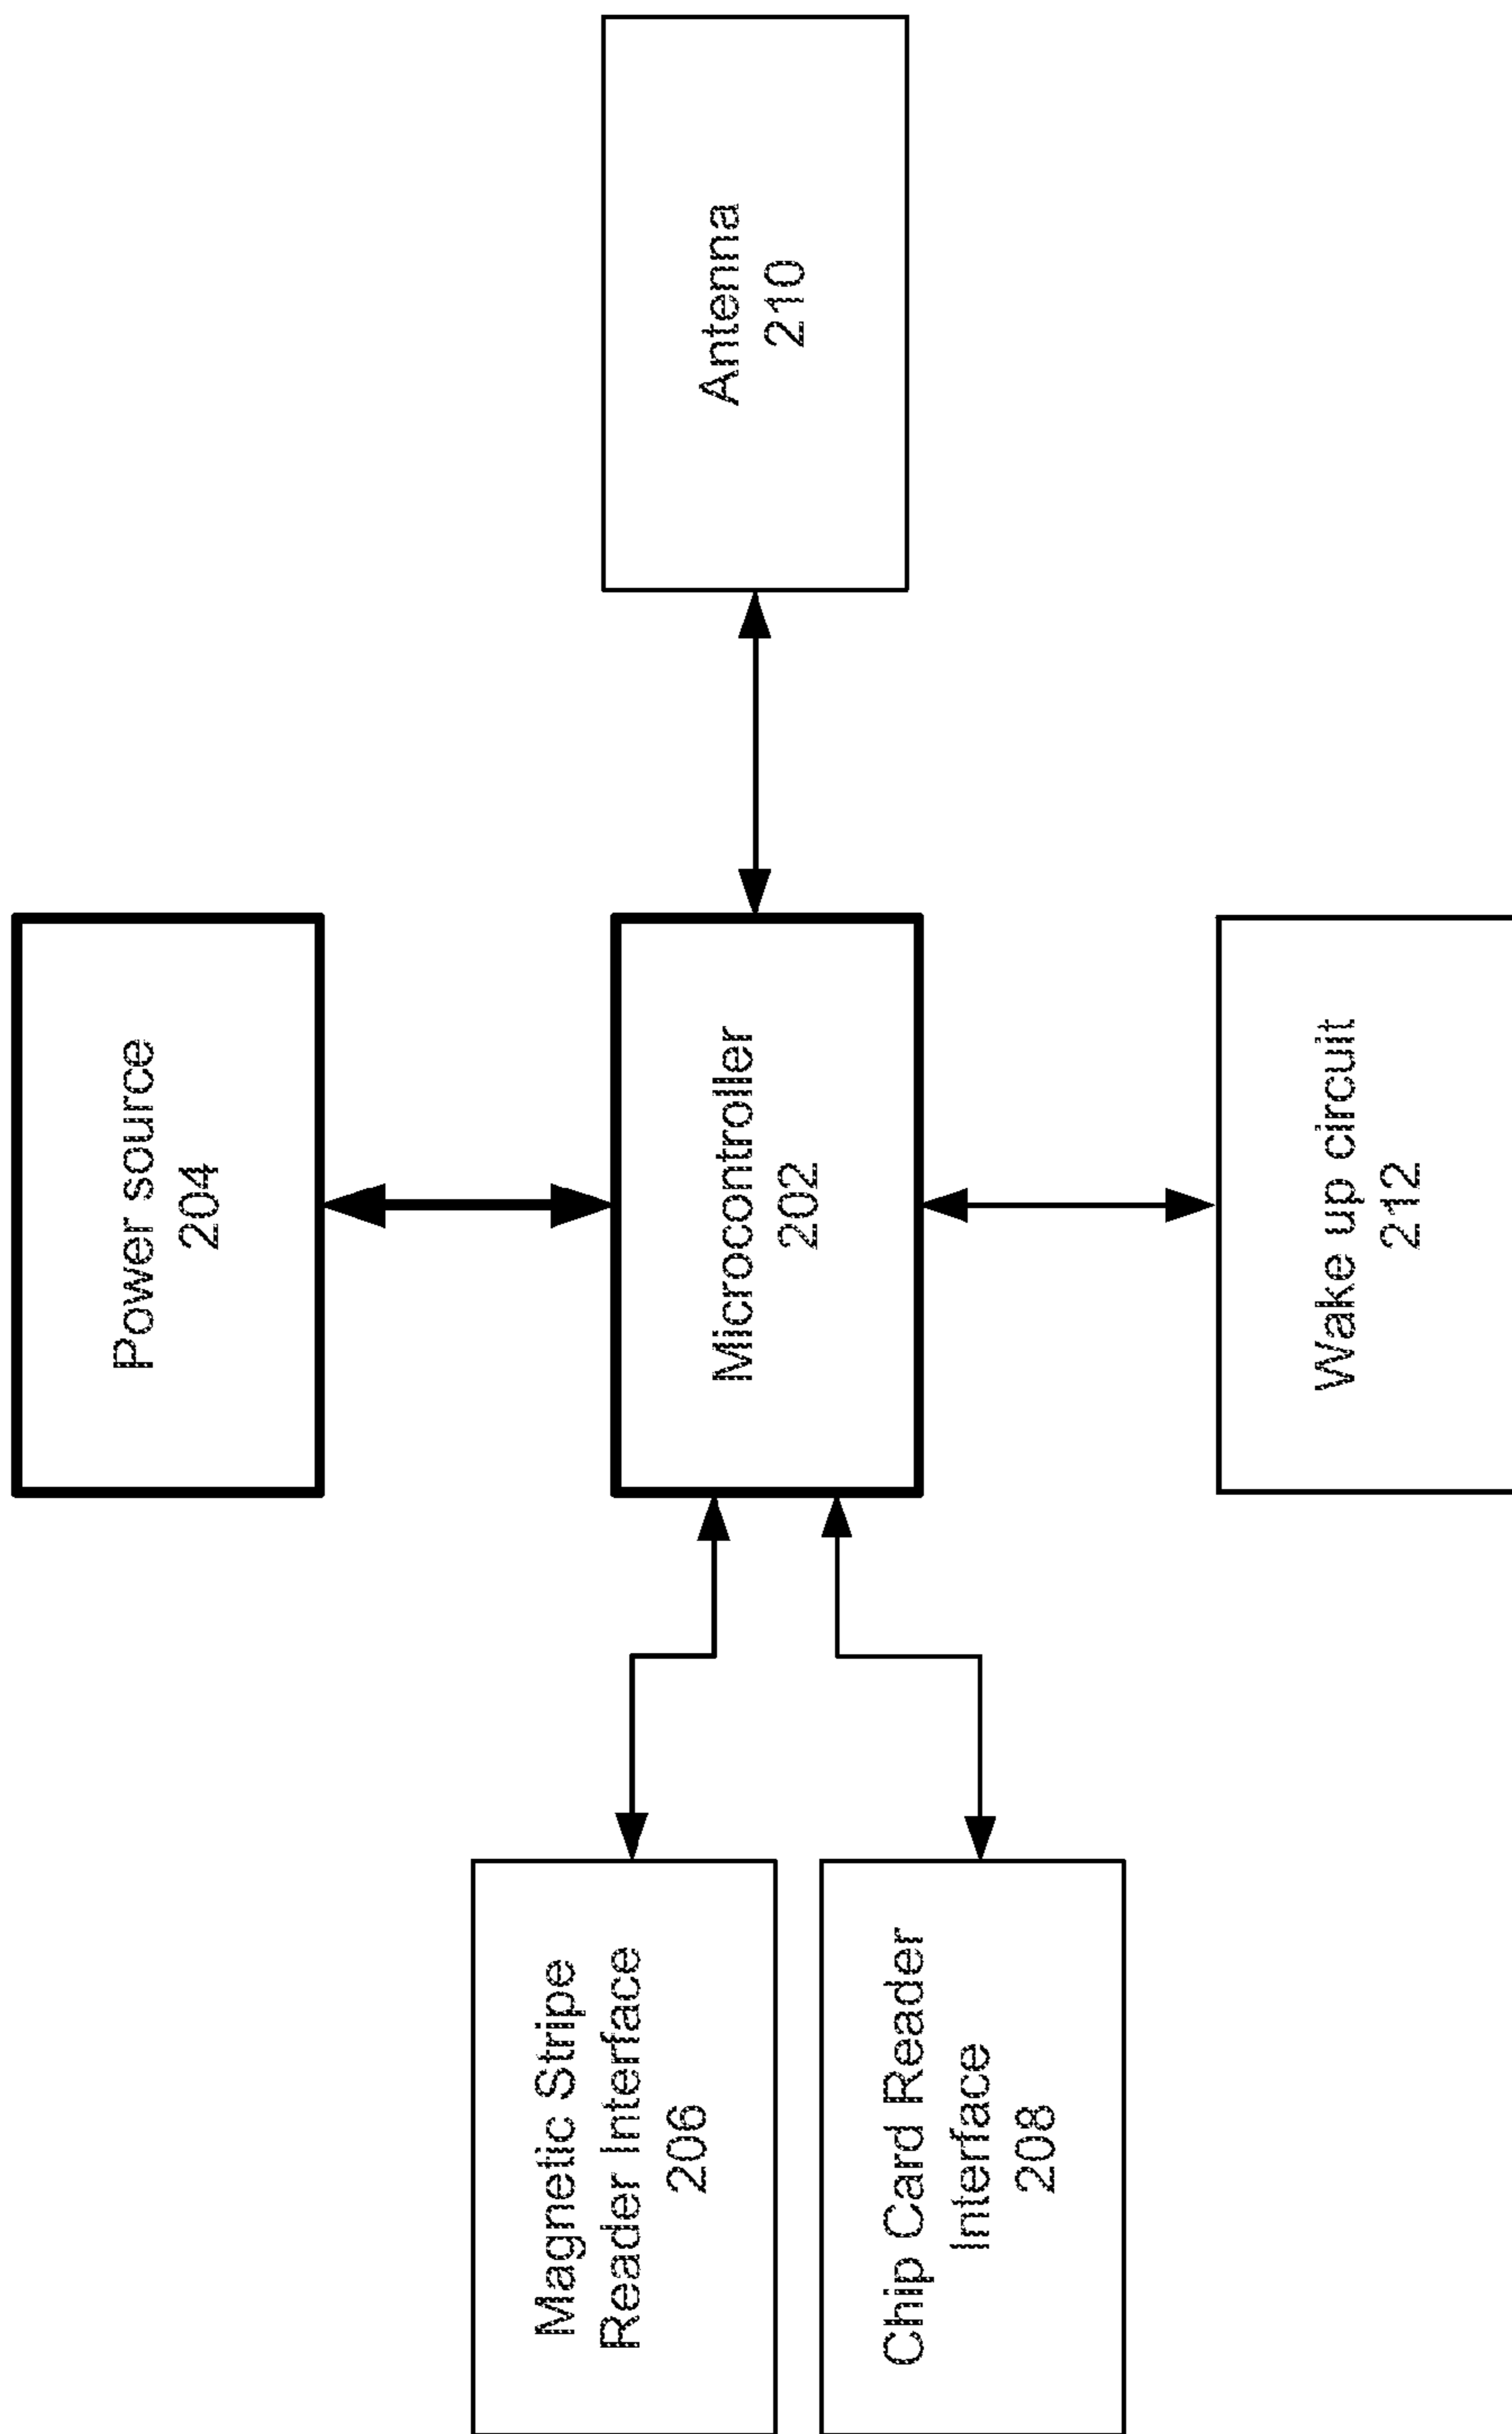 Power source
204
Magnetic Stripe
Reader Interface
206
Chip Card Reader
Interface
208
Microcontroller
202
Antenna
210
Wake up circuit
212